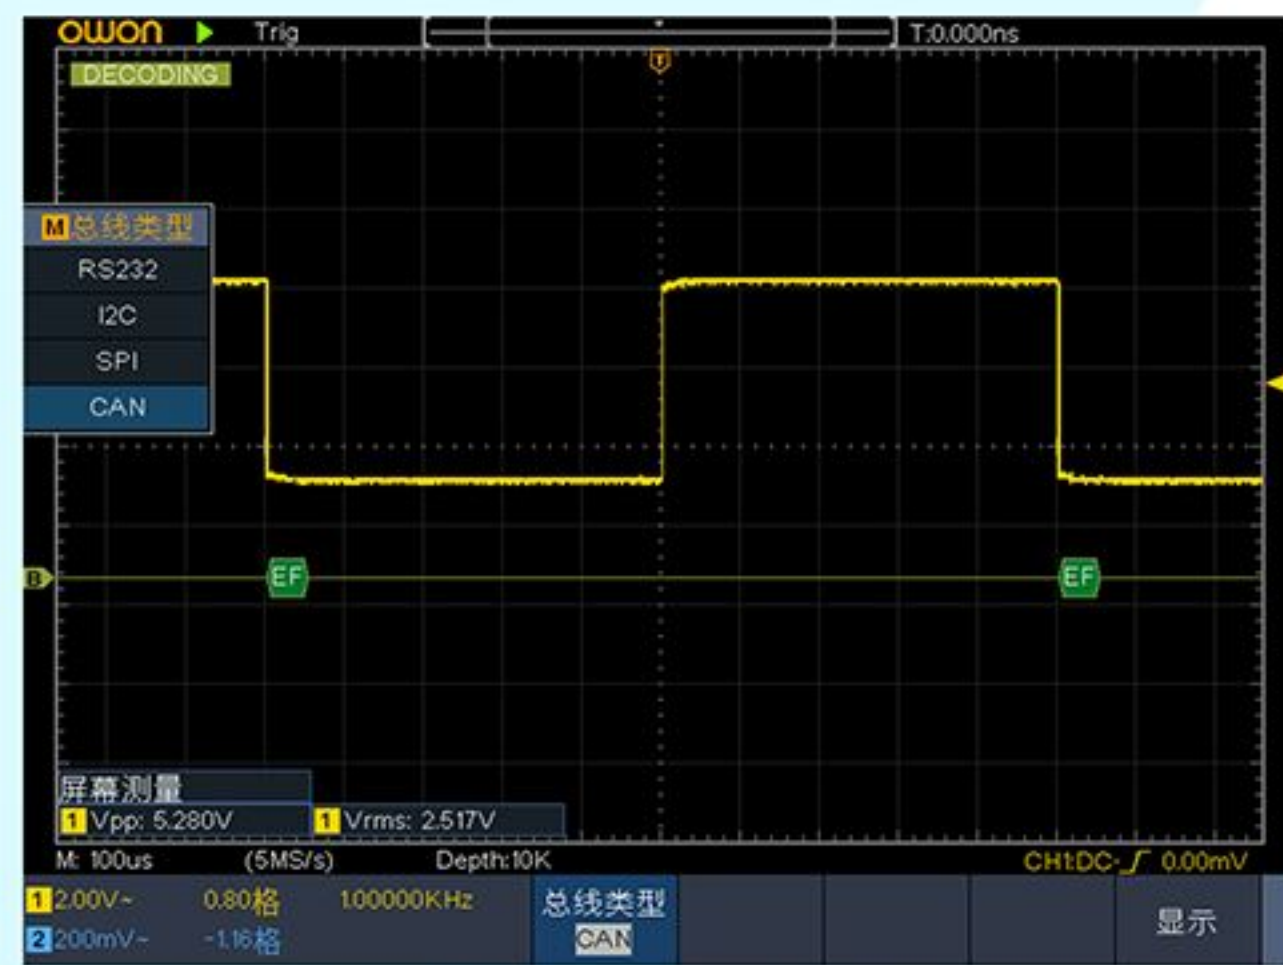 OWON Trig T:0.000ns
T
DECODING
M总线类型
RS232
I2C
SPI
CAN
B
EF EF
屏幕测量
1 Vpp: 5.280V 1 Vrms: 2.517V
M: 100us (5MS/s) Depth:10K CH1:DC- 0.00mV
1 2.00V~ 0.80格 1.00000KHz 总线类型
2 200mV~ -1.16格 CAN 显示